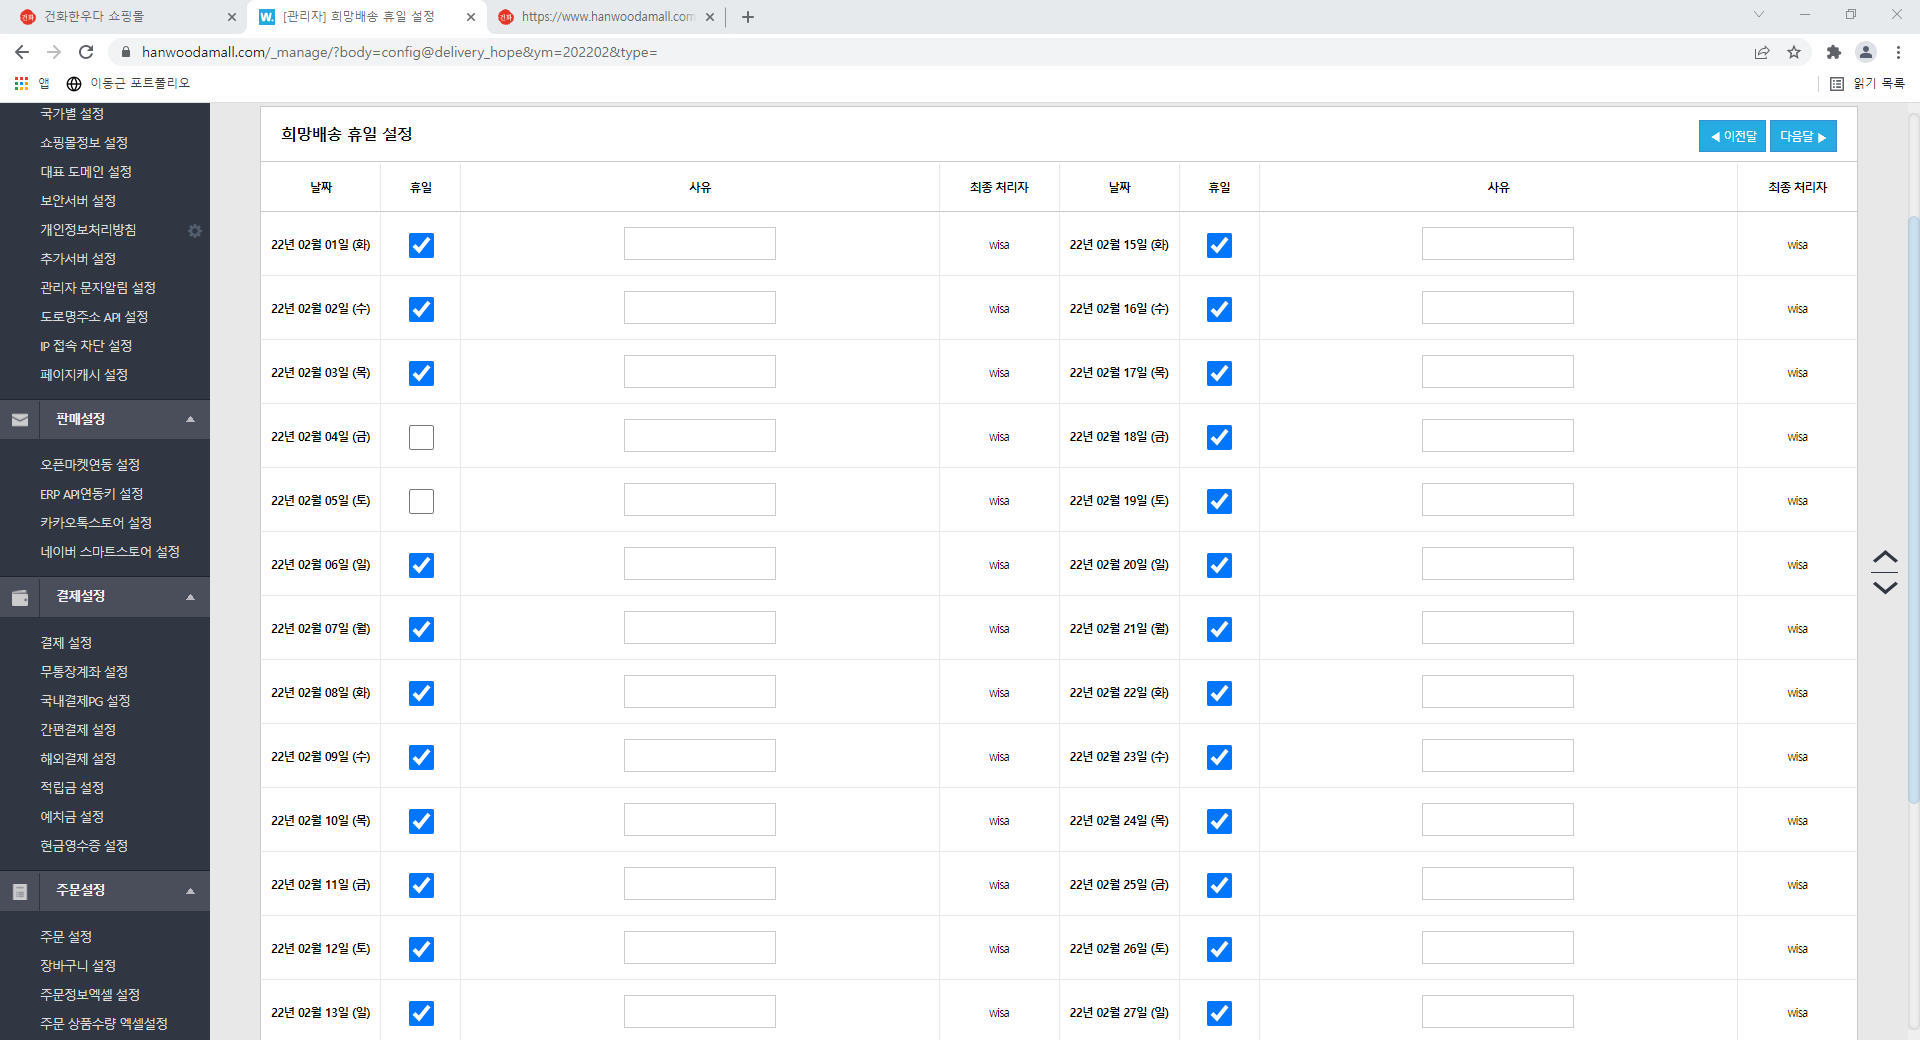 건화한우다 쇼핑몰
[관리자] 희망배송 휴일 설정
https://www.hanwoodamall.com
hanwoodamall.com/_manage/?body=config@delivery_hope&ym=202202&type=
앱
이동근 포트폴리오
읽기 목록
국가별 설정
쇼핑몰정보 설정
대표 도메인 설정
보안서버 설정
개인정보처리방침
추가서버 설정
관리자 문자알림 설정
도로명주소 API 설정
IP 접속 차단 설정
페이지캐시 설정
판매설정
오픈마켓연동 설정
ERP API연동키 설정
카카오톡스토어 설정
네이버 스마트스토어 설정
결제설정
결제 설정
무통장계좌 설정
국내결제PG 설정
간편결제 설정
해외결제 설정
적립금 설정
예치금 설정
현금영수증 설정
주문설정
주문 설정
장바구니 설정
주문정보엑셀 설정
주문 상품수량 엑셀설정
희망배송 휴일 설정
◀ 이전달 다음달 ▶
날짜 휴일 사유 최종 처리자 날짜 휴일 사유 최종 처리자
22년 02월 01일 (화) wisa 22년 02월 15일 (화) wisa
22년 02월 02일 (수) wisa 22년 02월 16일 (수) wisa
22년 02월 03일 (목) wisa 22년 02월 17일 (목) wisa
22년 02월 04일 (금) wisa 22년 02월 18일 (금) wisa
22년 02월 05일 (토) wisa 22년 02월 19일 (토) wisa
22년 02월 06일 (일) wisa 22년 02월 20일 (일) wisa
22년 02월 07일 (월) wisa 22년 02월 21일 (월) wisa
22년 02월 08일 (화) wisa 22년 02월 22일 (화) wisa
22년 02월 09일 (수) wisa 22년 02월 23일 (수) wisa
22년 02월 10일 (목) wisa 22년 02월 24일 (목) wisa
22년 02월 11일 (금) wisa 22년 02월 25일 (금) wisa
22년 02월 12일 (토) wisa 22년 02월 26일 (토) wisa
22년 02월 13일 (일) wisa 22년 02월 27일 (일) wisa